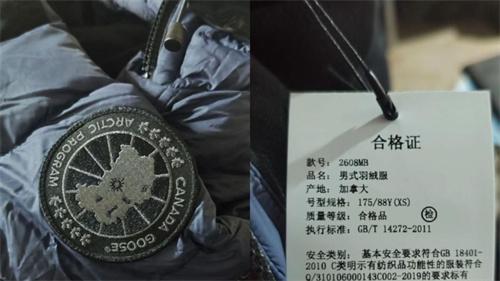 CANADA GOOSE®
ARCTIC PROGRAM
合格证
款号: 2608MB
品名: 男式羽绒服
产地: 加拿大
号型规格: 175/88Y(XS)
质量等级: 合格品 检
执行标准: GB/T 14272-2011
安全类别: 基本安全要求符合GB 18401-
2010 C类明示有纺织品功能性的服装符合
Q/310106000143C002-2019的要求标有